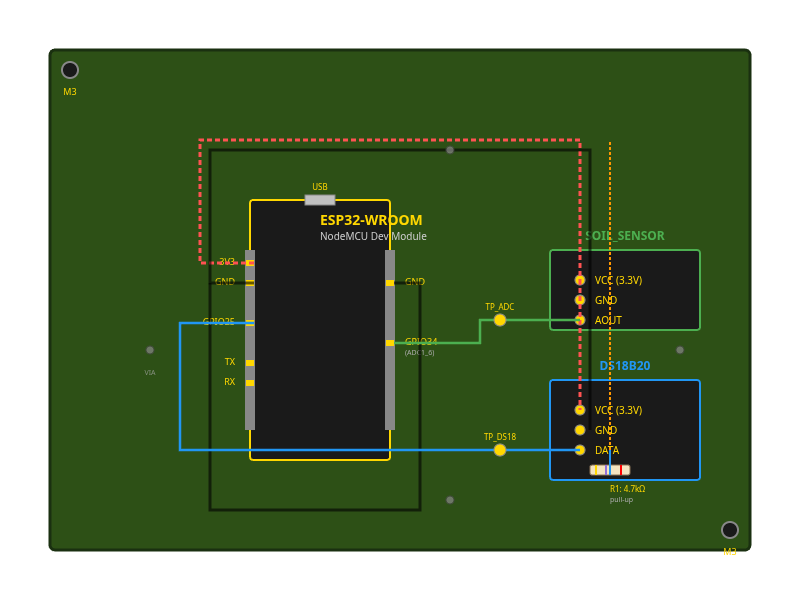 M3
USB
ESP32-WROOM
NodeMCU Dev Module
SOIL_SENSOR
3V3
GND
GND
VCC (3.3V)
GND
TP_ADC
AOUT
GPIO25
GPIO34
(ADC1_6)
TX
RX
VIA
DS18B20
VCC (3.3V)
GND
TP_DS18
DATA
R1: 4.7kΩ
pull-up
M3